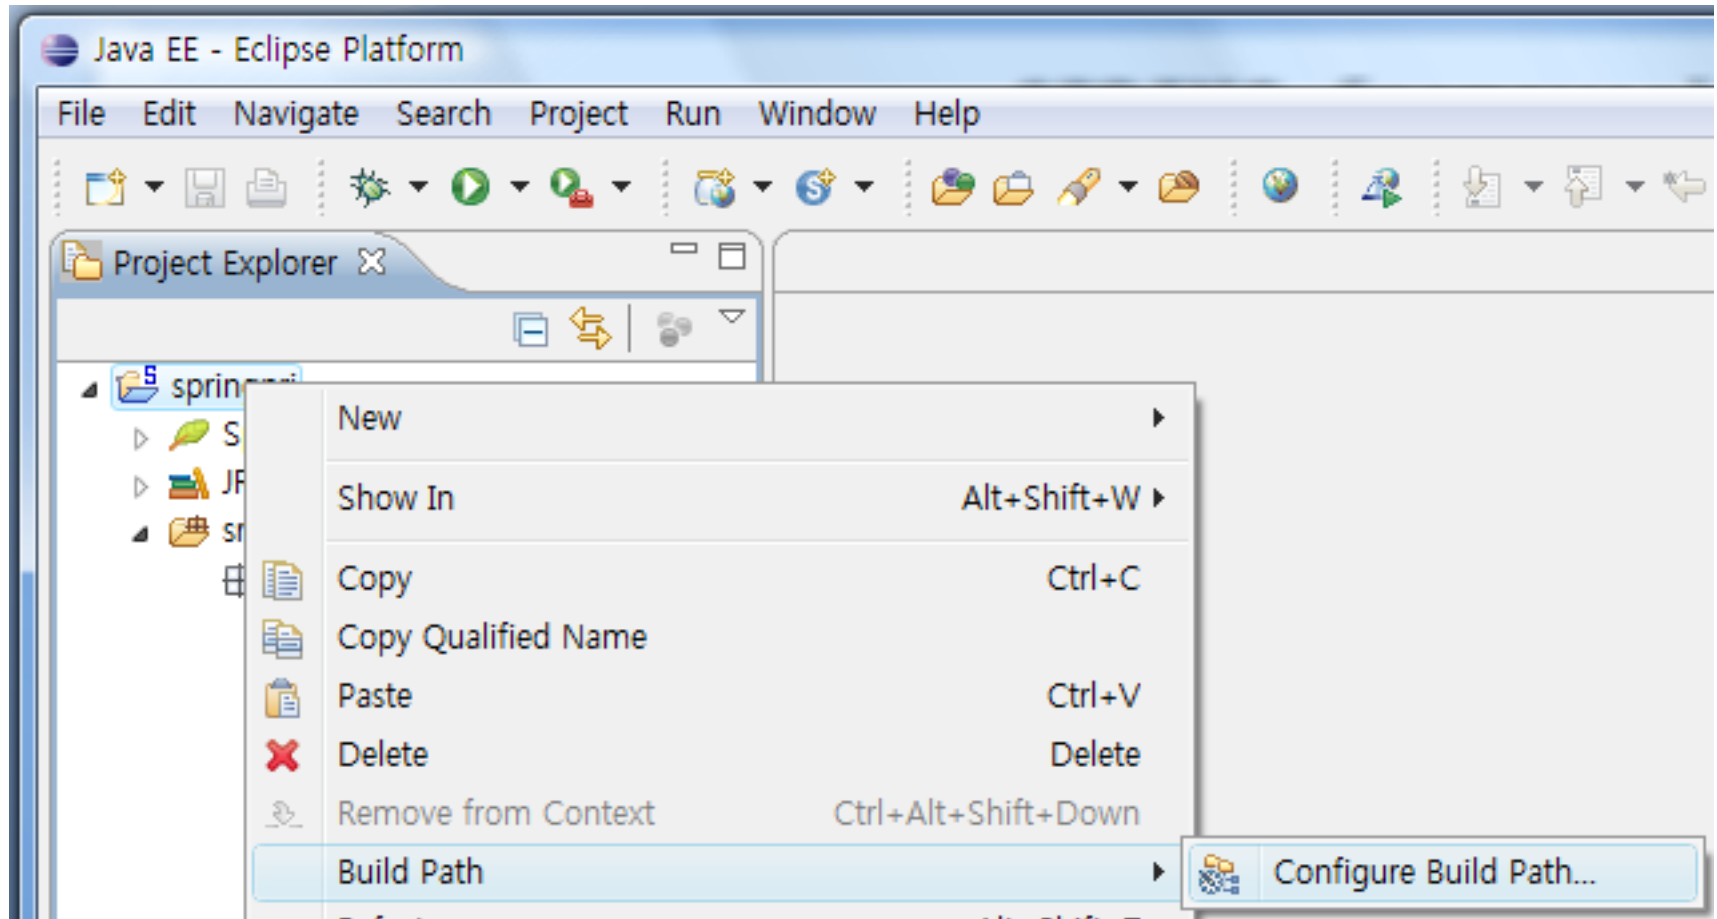 Java EE - Eclipse Platform
File Edit Navigate Search Project Run Window Help
Project Explorer
New
Show In Alt+Shift+W
Copy Ctrl+C
Copy Qualified Name
Paste Ctrl+V
Delete Delete
Remove from Context Ctrl+Alt+Shift+Down
Build Path
Configure Build Path...